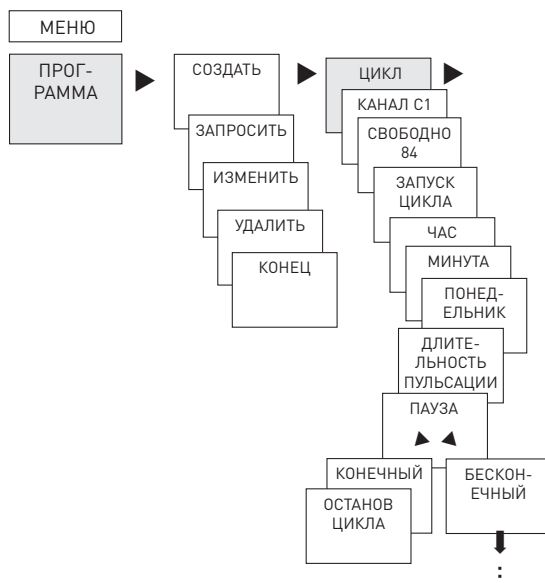 МЕНЮ
ПРОГ-
РАММА
СОЗДАТЬ
ЗАПРОСИТЬ
ИЗМЕНИТЬ
УДАЛИТЬ
КОНЕЦ
ЦИКЛ
КАНАЛ C1
СВОБОДНО
84
ЗАПУСК
ЦИКЛА
ЧАС
МИНУТА
ПОНЕД-
ЕЛЬНИК
ДЛИТЕ-
ЛЬНОСТЬ
ПУЛЬСАЦИИ
ПАУЗА
КОНЕЧНЫЙ
ОСТАНОВ
ЦИКЛА
БЕСКОН-
ЕЧНЫЙ